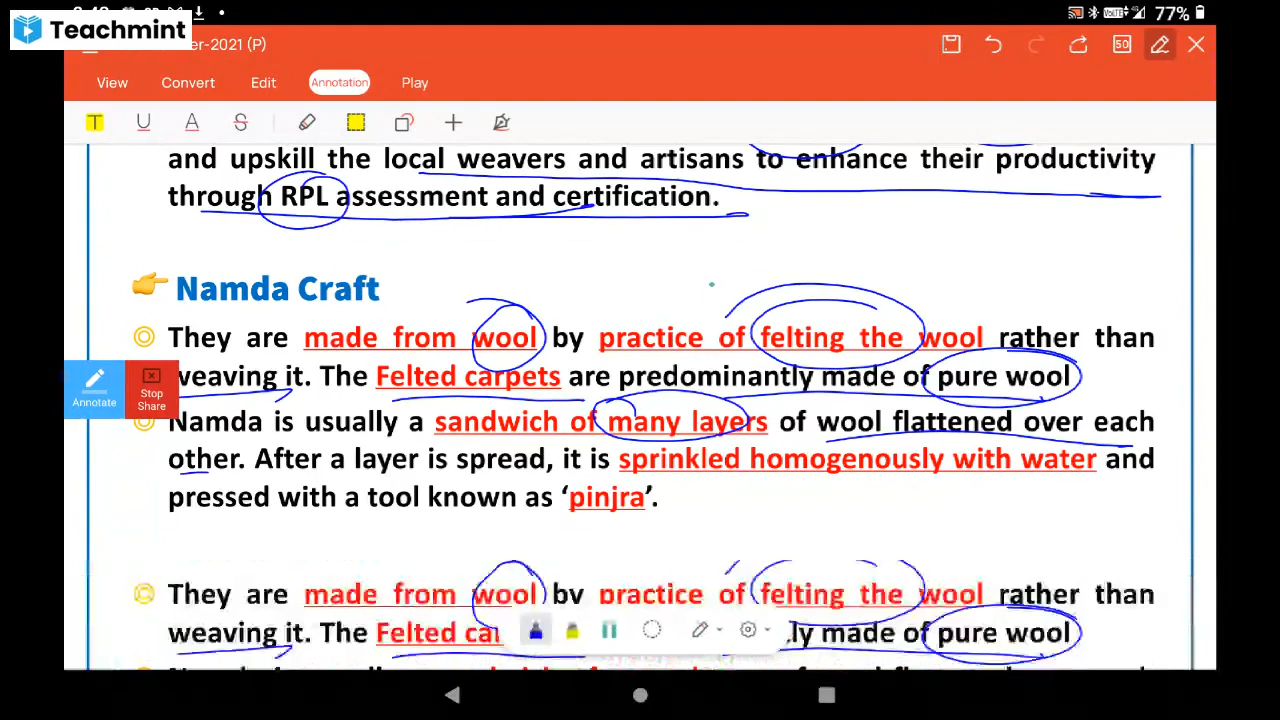 Teachmint
77%
er-2021 (P)
50
View Convert Edit Annotation Play
T U A S
and upskill the local weavers and artisans to enhance their productivity
through RPL assessment and certification.
Namda Craft
They are made from wool by practice of felting the wool rather than
weaving it. The Felted carpets are predominantly made of pure wool
Annotate
Stop
Share
Namda is usually a sandwich of many layers of wool flattened over each
other. After a layer is spread, it is sprinkled homogenously with water and
pressed with a tool known as ‘pinjra’.
They are made from wool by practice of felting the wool rather than
weaving it. The Felted car ly made of pure wool